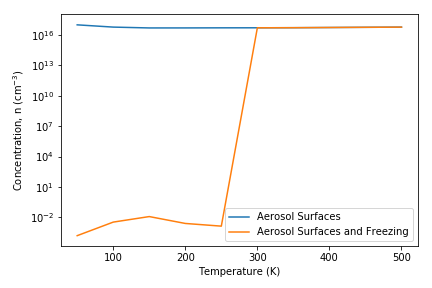 10^16
10^13
10^10
10^7
10^4
10^1
10^−2
Concentration, n (cm^−3)
Aerosol Surfaces
Aerosol Surfaces and Freezing
100 200 300 400 500
Temperature (K)